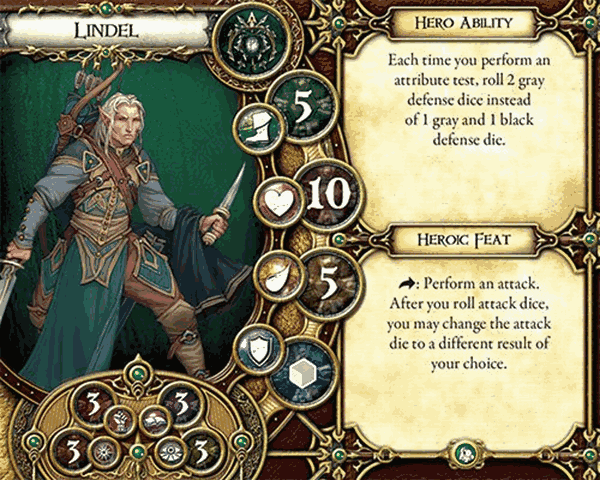 LINDEL
5
10
5
3 3
3 3
HERO ABILITY
Each time you perform an
attribute test, roll 2 gray
defense dice instead
of 1 gray and 1 black
defense die.
HEROIC FEAT
: Perform an attack.
After you roll attack dice,
you may change the attack
die to a different result of
your choice.